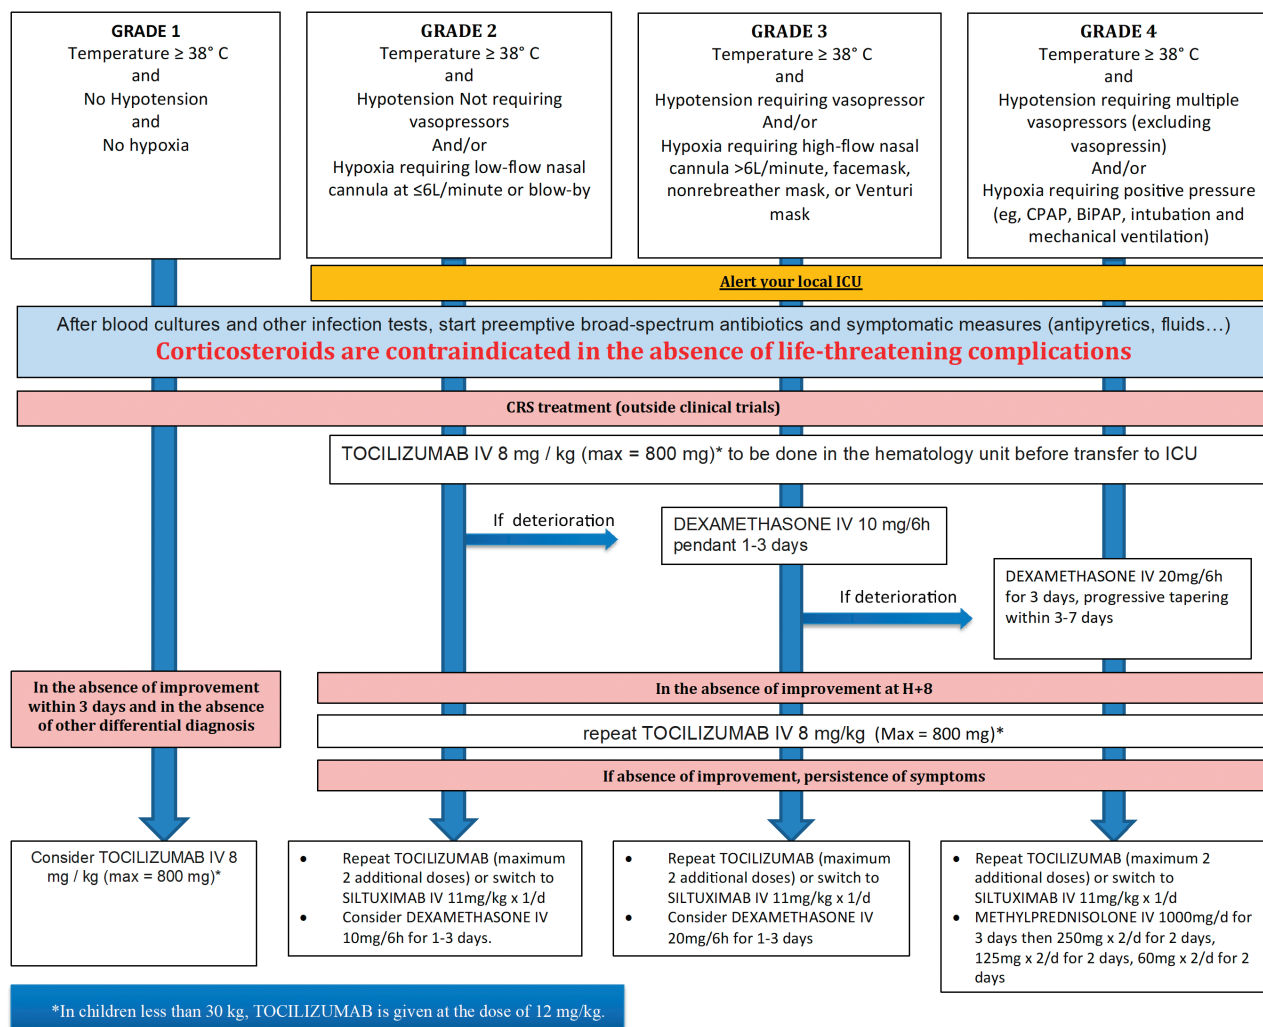 GRADE 1
Temperature ≥ 38° C
and
No Hypotension
and
No hypoxia
GRADE 2
Temperature ≥ 38° C
and
Hypotension Not requiring
vasopressors
And/or
Hypoxia requiring low-flow nasal
cannula at ≤6L/minute or blow-by
GRADE 3
Temperature ≥ 38° C
and
Hypotension requiring vasopressor
And/or
Hypoxia requiring high-flow nasal
cannula >6L/minute, facemask,
nonrebreather mask, or Venturi
mask
GRADE 4
Temperature ≥ 38° C
and
Hypotension requiring multiple
vasopressors (excluding
vasopressin)
And/or
Hypoxia requiring positive pressure
(eg, CPAP, BiPAP, intubation and
mechanical ventilation)
Alert your local ICU
After blood cultures and other infection tests, start preemptive broad-spectrum antibiotics and symptomatic measures (antipyretics, fluids…)
Corticosteroids are contraindicated in the absence of life-threatening complications
CRS treatment (outside clinical trials)
TOCILIZUMAB IV 8 mg / kg (max = 800 mg)* to be done in the hematology unit before transfer to ICU
If deterioration
DEXAMETHASONE IV 10 mg/6h
pendant 1-3 days
If deterioration
DEXAMETHASONE IV 20mg/6h
for 3 days, progressive tapering
within 3-7 days
In the absence of improvement
within 3 days and in the absence
of other differential diagnosis
In the absence of improvement at H+8
repeat TOCILIZUMAB IV 8 mg/kg (Max = 800 mg)*
If absence of improvement, persistence of symptoms
Consider TOCILIZUMAB IV 8
mg / kg (max = 800 mg)*
• Repeat TOCILIZUMAB (maximum
2 additional doses) or switch to
SILTUXIMAB IV 11mg/kg x 1/d
• Consider DEXAMETHASONE IV
10mg/6h for 1-3 days.
• Repeat TOCILIZUMAB (maximum
2 additional doses) or switch to
SILTUXIMAB IV 11mg/kg x 1/d
• Consider DEXAMETHASONE IV
20mg/6h for 1-3 days
• Repeat TOCILIZUMAB (maximum 2
additional doses) or switch to
SILTUXIMAB IV 11mg/kg x 1/d
• METHYLPREDNISOLONE IV 1000mg/d for
3 days then 250mg x 2/d for 2 days,
125mg x 2/d for 2 days, 60mg x 2/d for 2
days
*In children less than 30 kg, TOCILIZUMAB is given at the dose of 12 mg/kg.